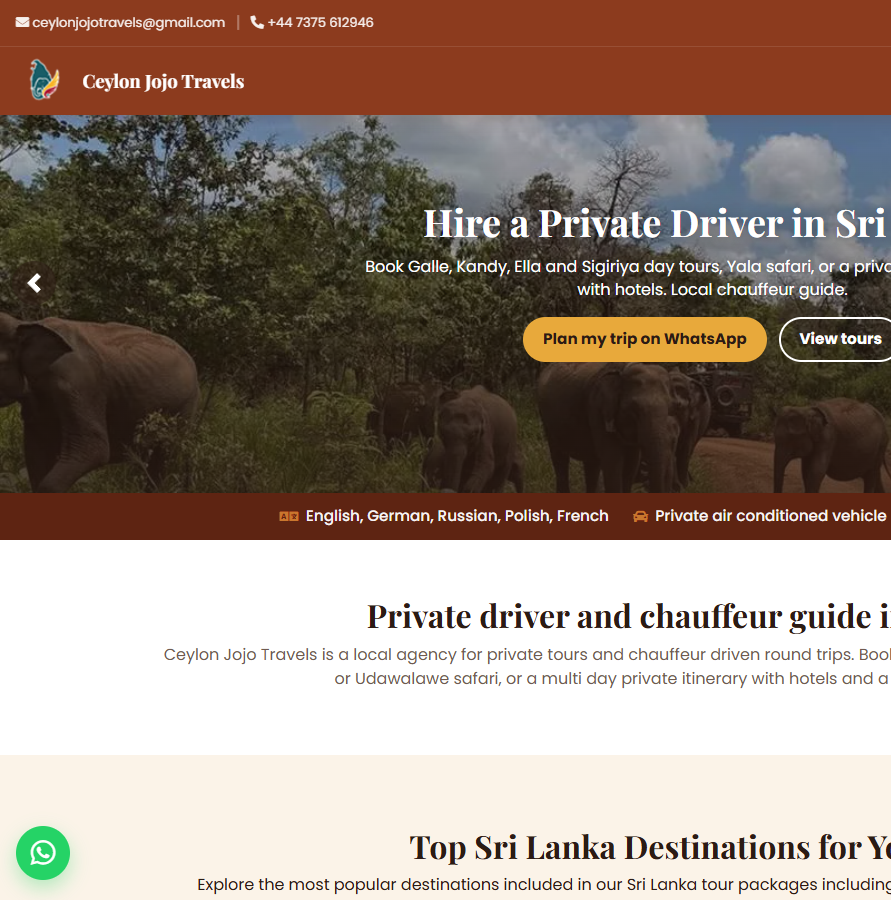 ceylonjojotravels@gmail.com | +44 7375 612946
Ceylon Jojo Travels
Hire a Private Driver in Sri
Book Galle, Kandy, Ella and Sigiriya day tours, Yala safari, or a priva
with hotels. Local chauffeur guide.
Plan my trip on WhatsApp View tours
English, German, Russian, Polish, French Private air conditioned vehicle
Private driver and chauffeur guide i
Ceylon Jojo Travels is a local agency for private tours and chauffeur driven round trips. Boo
or Udawalawe safari, or a multi day private itinerary with hotels and a
Top Sri Lanka Destinations for Yo
Explore the most popular destinations included in our Sri Lanka tour packages including